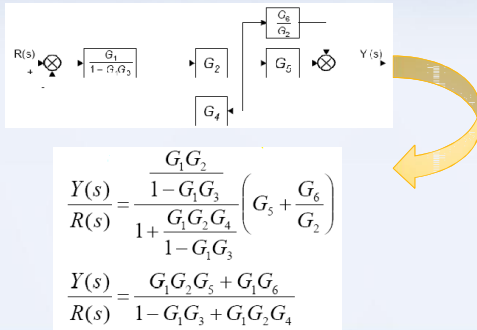 G6
G2
R(s) G1 G2 G5 Y(s)
+ 1 - G1G3
-
G4
Y(s)/R(s) = (G1G2/(1 - G1G3))/(1 + G1G2G4/(1 - G1G3)) (G5 + G6/G2)
Y(s)/R(s) = (G1G2G5 + G1G6)/(1 - G1G3 + G1G2G4)